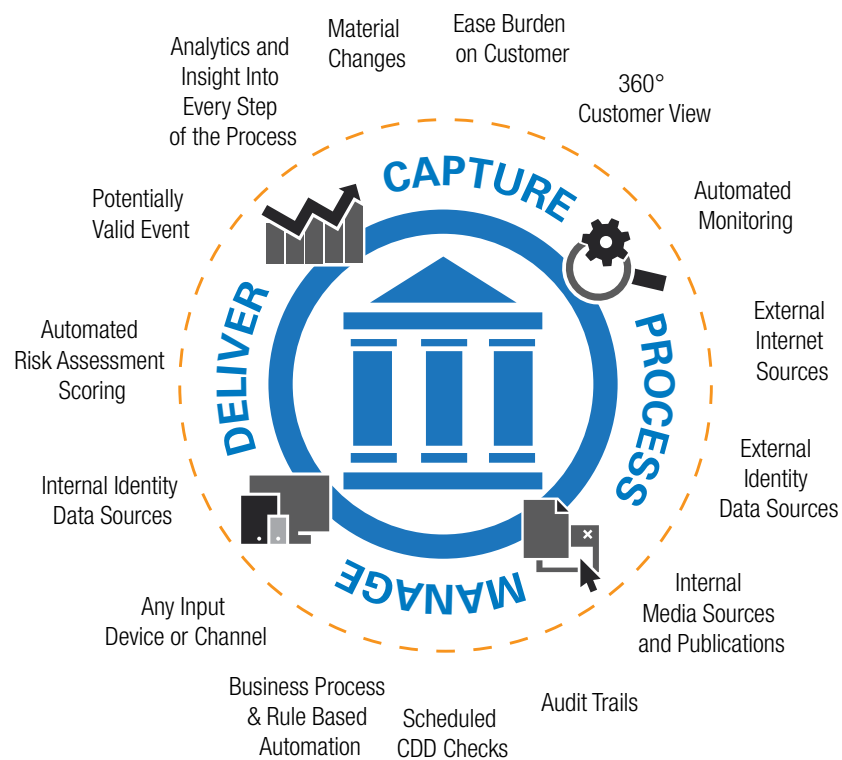 Material
Changes
Ease Burden
on Customer
360°
Customer View
Automated
Monitoring
External
Internet
Sources
External
Identity
Data Sources
Internal
Media Sources
and Publications
Audit Trails
Scheduled
CDD Checks
Business Process
& Rule Based
Automation
Any Input
Device or Channel
Internal Identity
Data Sources
Automated
Risk Assessment
Scoring
Potentially
Valid Event
Analytics and
Insight Into
Every Step
of the Process
CAPTURE
PROCESS
MANAGE
DELIVER